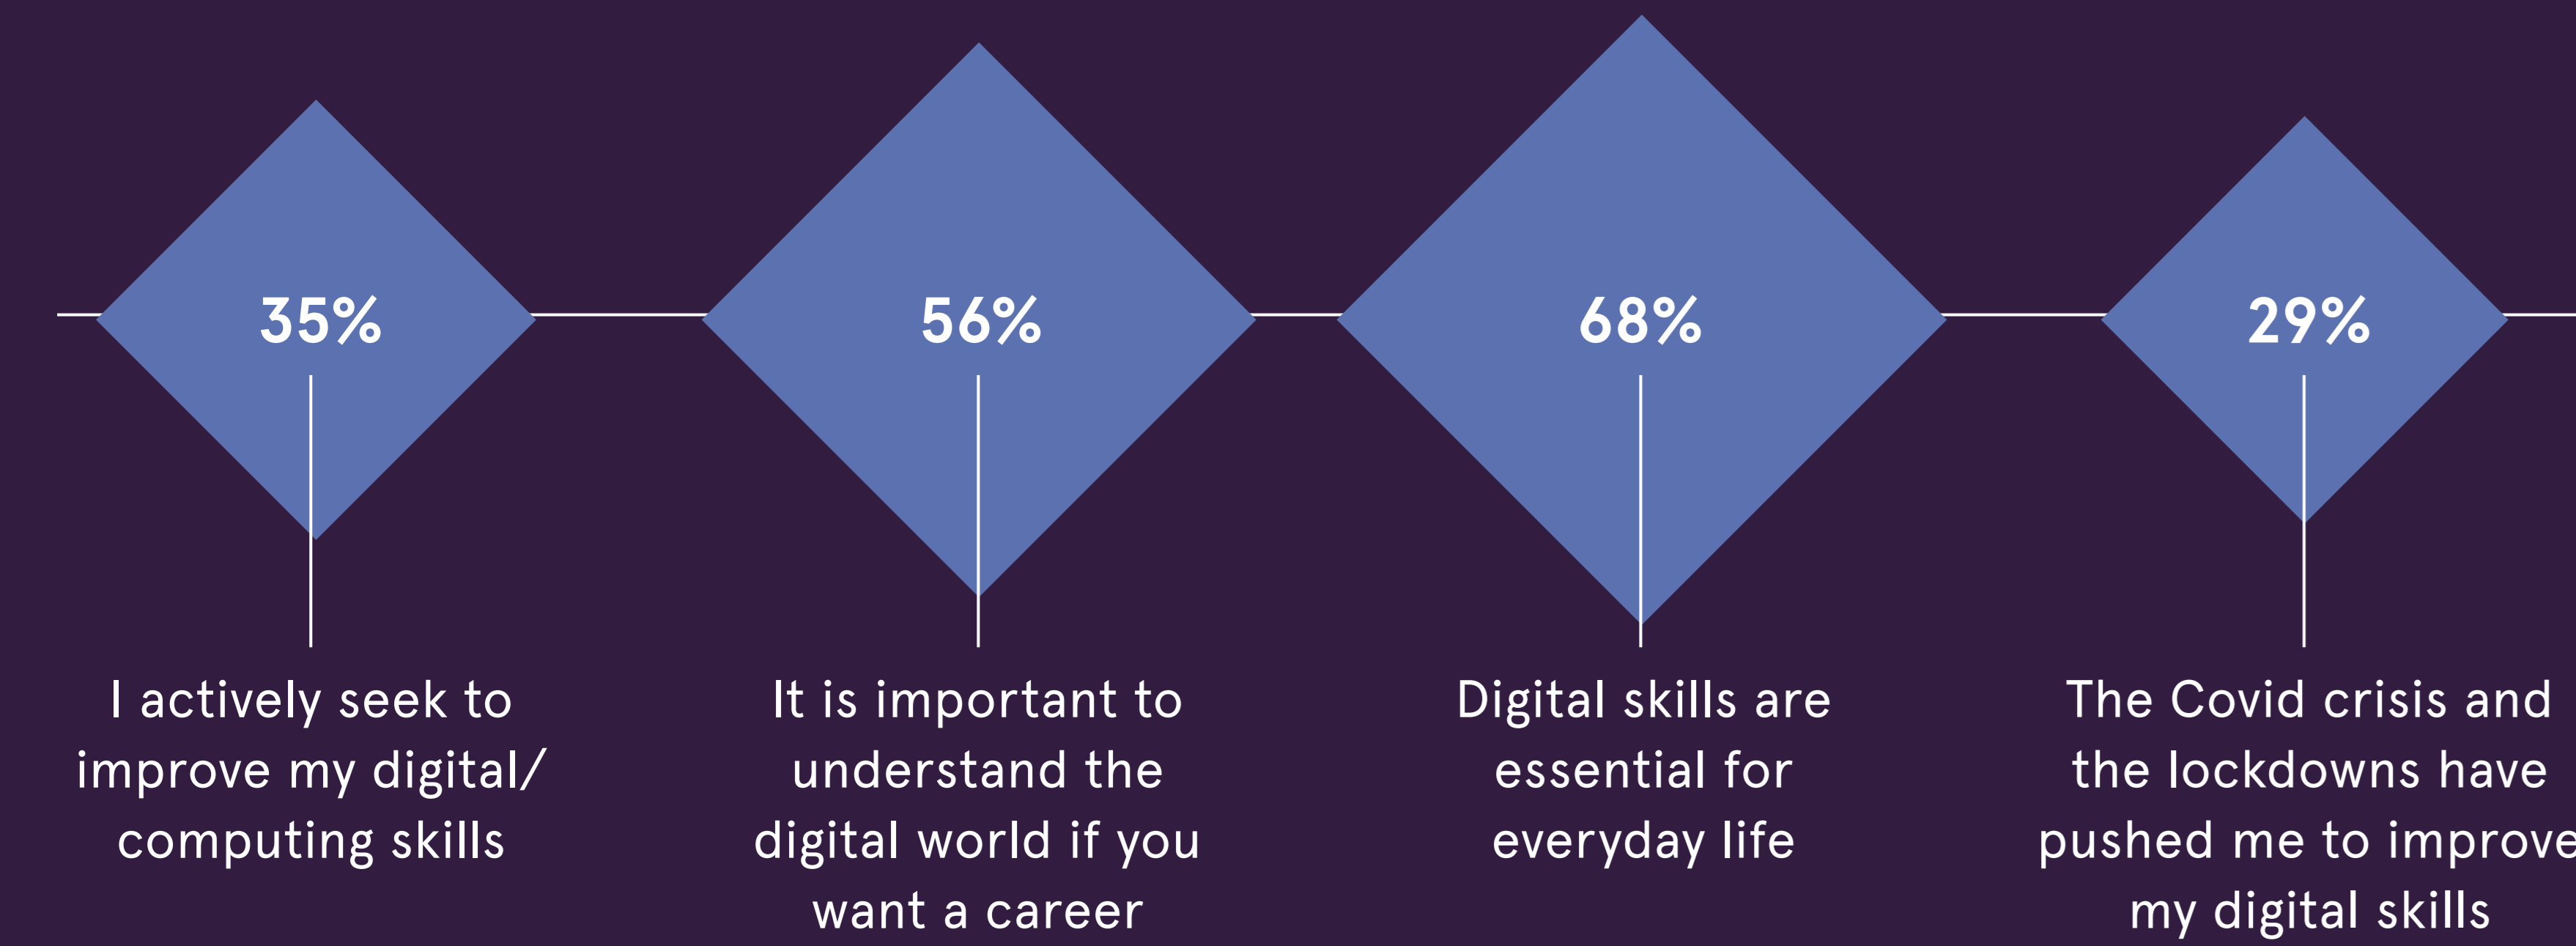 35%
56%
68%
29%
I actively seek to
improve my digital/
computing skills
It is important to
understand the
digital world if you
want a career
Digital skills are
essential for
everyday life
The Covid crisis and
the lockdowns have
pushed me to improve
my digital skills